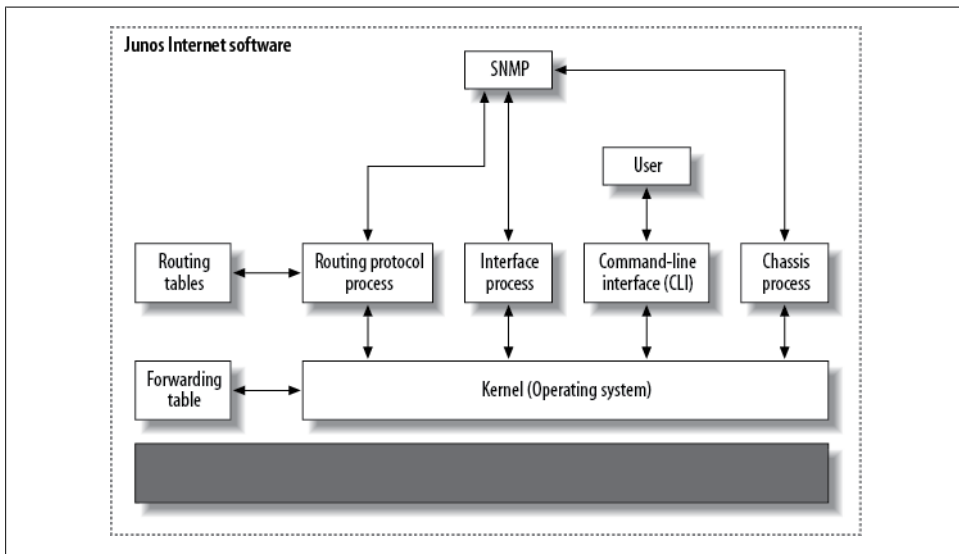 Junos Internet software
SNMP
User
Routing
tables
Routing protocol
process
Interface
process
Command-line
interface (CLI)
Chassis
process
Forwarding
table
Kernel (Operating system)